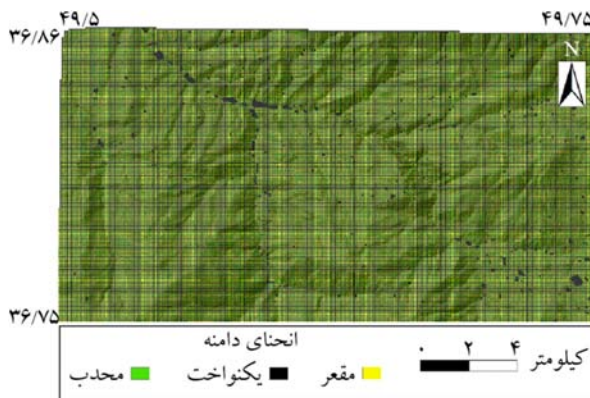 ۴۹/۵
۴۹/۷۵
۳۶/۸۶
N
۳۶/۷۵
انحنای دامنه
محدب
یکنواخت
مقعر
۰ ۲ ۴
کیلومتر